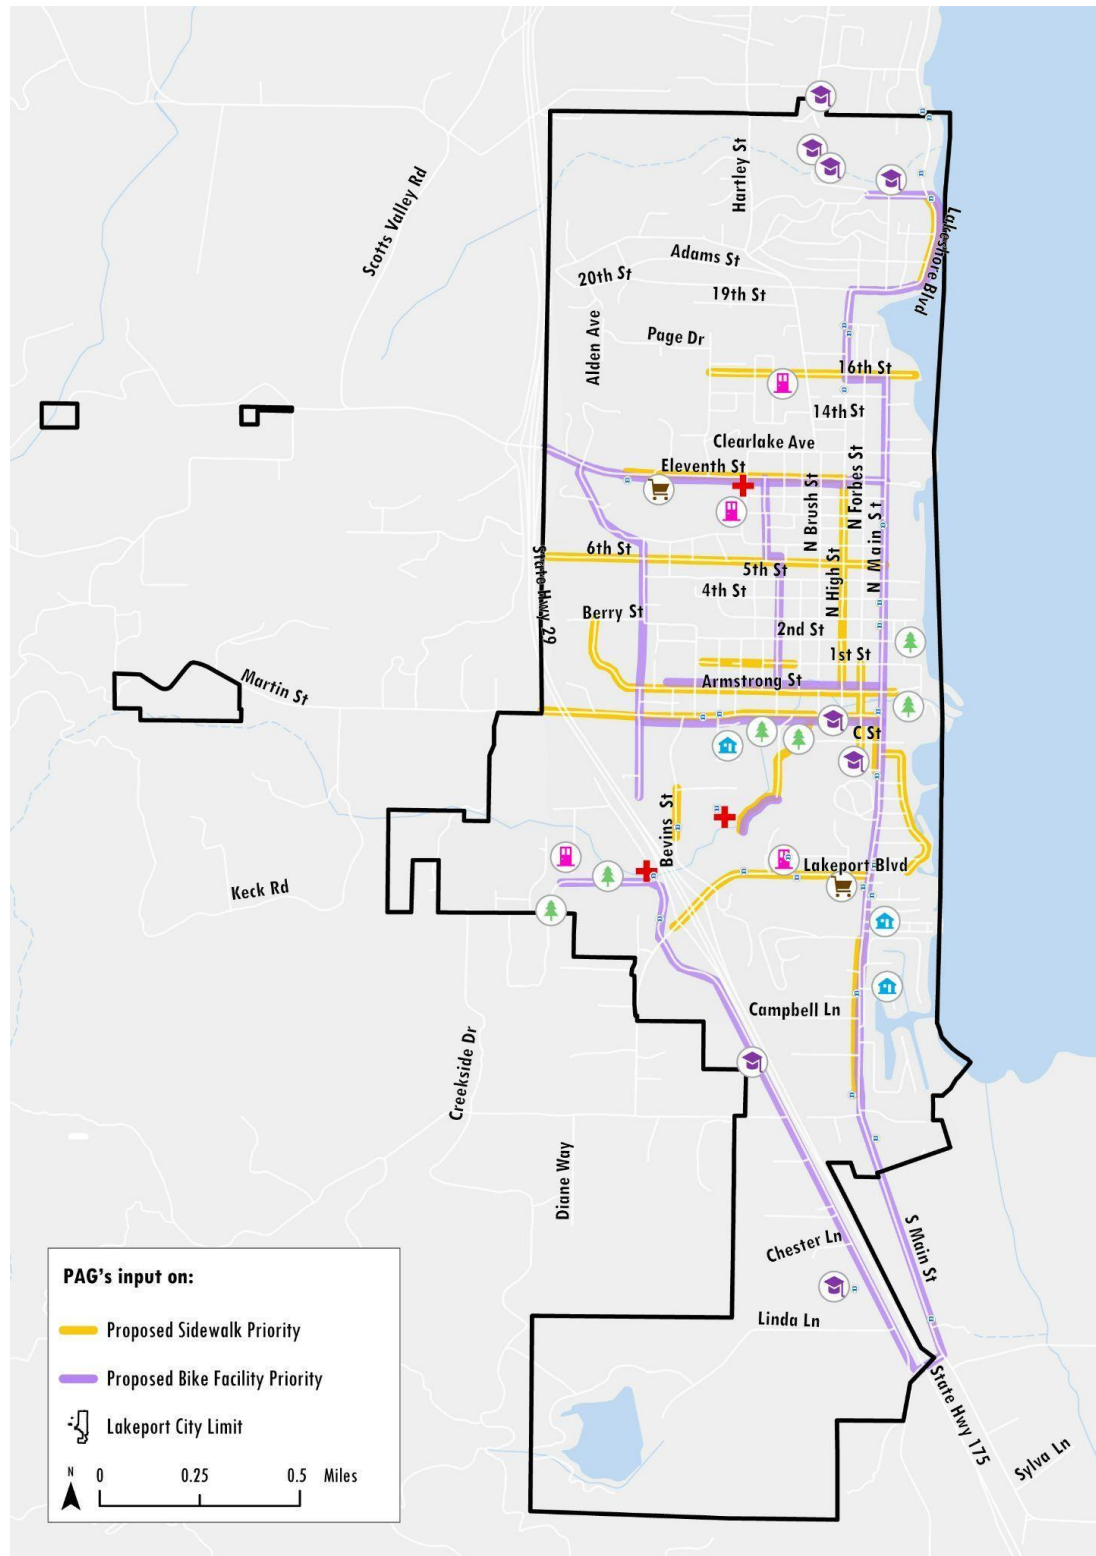 Hartley St
Scotts Valley Rd
Lakeshore Blvd
Adams St
20th St
19th St
Alden Ave
Page Dr
16th St
14th St
Clearlake Ave
Eleventh St
N Forbes St
N Brush St
N Main St
State Hwy 29
6th St
5th St
N High St
4th St
Berry St
2nd St
1st St
Martin St
Armstrong St
C St
Bevins St
Lakeport Blvd
Keck Rd
Campbell Ln
Creekside Dr
Diane Way
S Main St
Chester Ln
Linda Ln
State Hwy 175
Sylva Ln
PAG's input on:
Proposed Sidewalk Priority
Proposed Bike Facility Priority
Lakeport City Limit
N
0 0.25 0.5 Miles